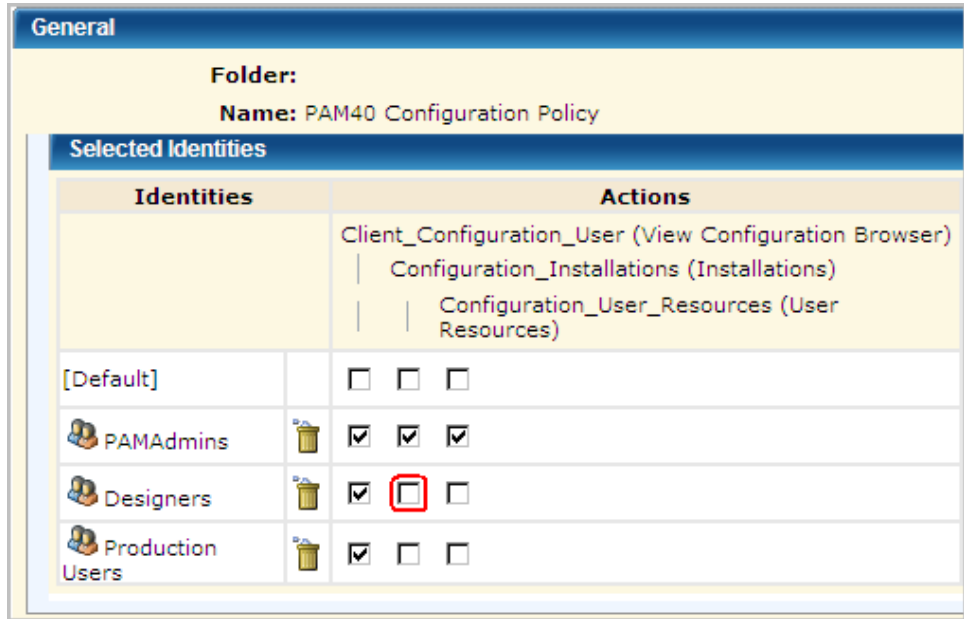 General
Folder:
Name: PAM40 Configuration Policy
Selected Identities
Identities Actions
Client_Configuration_User (View Configuration Browser)
Configuration_Installations (Installations)
Configuration_User_Resources (User
Resources)
[Default]
PAMAdmins
Designers
Production
Users